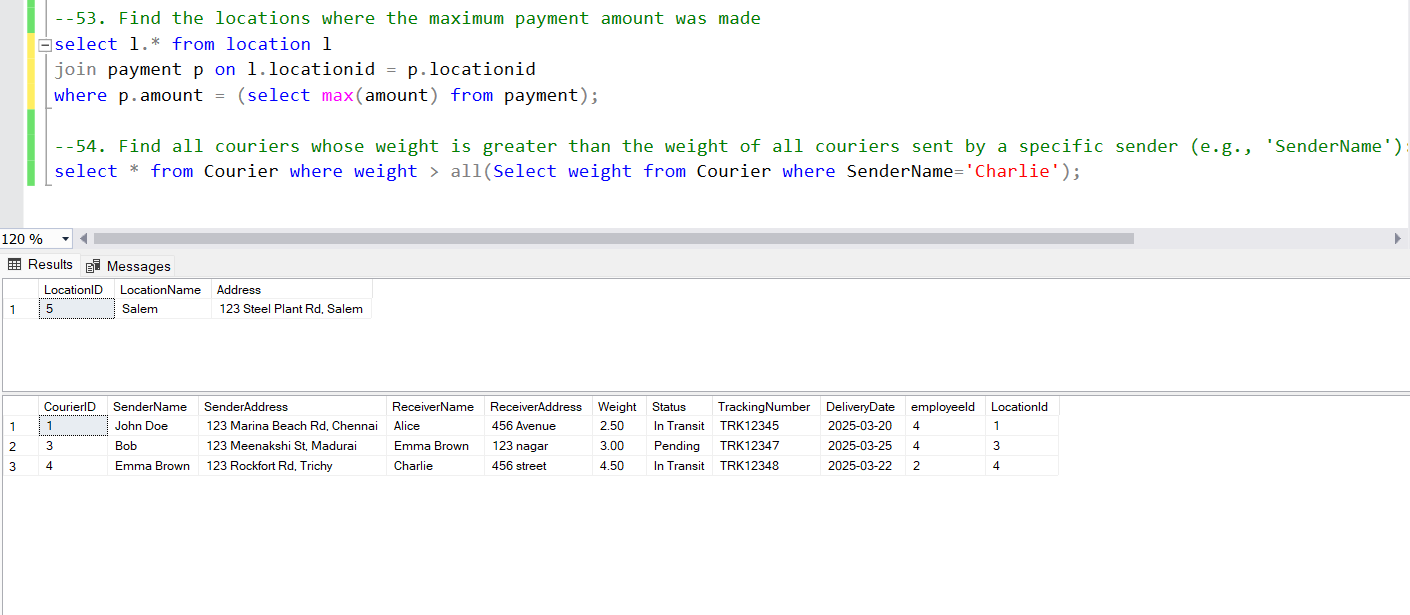 --53. Find the locations where the maximum payment amount was made
select l.* from location l
join payment p on l.locationid = p.locationid
where p.amount = (select max(amount) from payment);
--54. Find all couriers whose weight is greater than the weight of all couriers sent by a specific sender (e.g., 'SenderName'):
select * from Courier where weight > all(Select weight from Courier where SenderName='Charlie');
120 %
Results Messages
LocationID LocationName Address
1 5 Salem 123 Steel Plant Rd, Salem
CourierID SenderName SenderAddress ReceiverName ReceiverAddress Weight Status TrackingNumber DeliveryDate employeeId LocationId
1 1 John Doe 123 Marina Beach Rd, Chennai Alice 456 Avenue 2.50 In Transit TRK12345 2025-03-20 4 1
2 3 Bob 123 Meenakshi St, Madurai Emma Brown 123 nagar 3.00 Pending TRK12347 2025-03-25 4 3
3 4 Emma Brown 123 Rockfort Rd, Trichy Charlie 456 street 4.50 In Transit TRK12348 2025-03-22 2 4